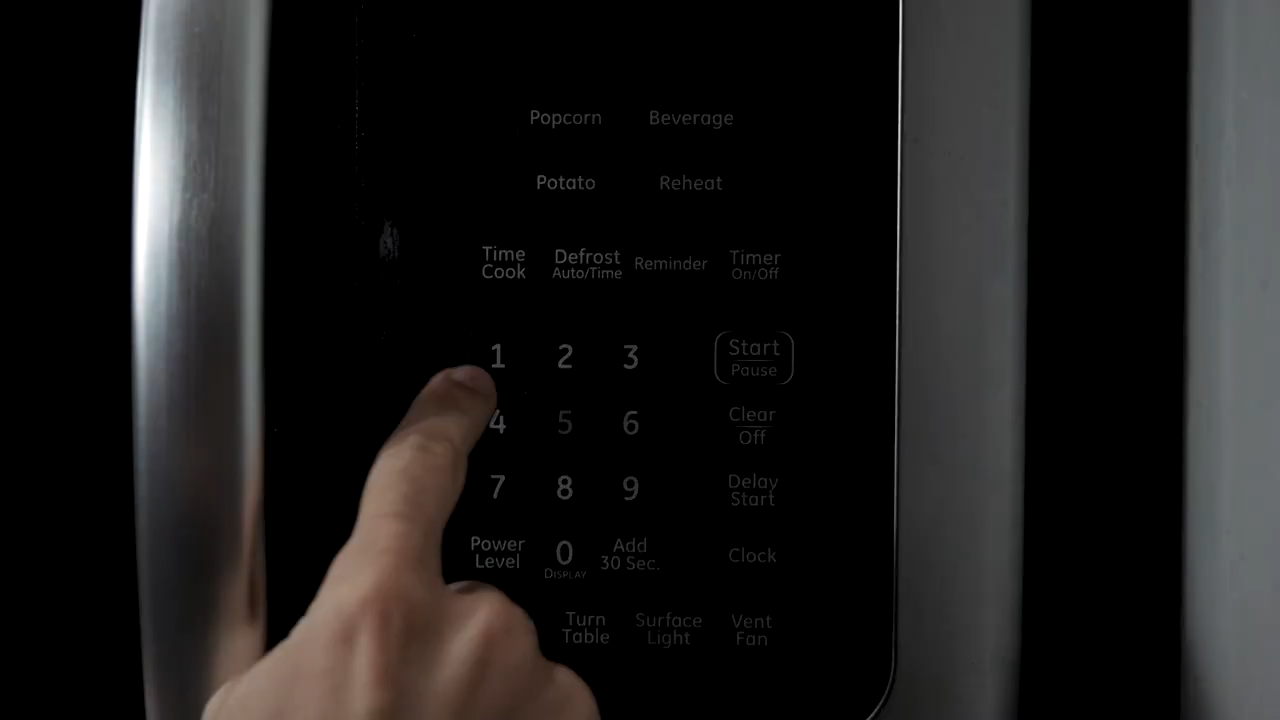 Popcorn Beverage
Potato Reheat
Time Cook Defrost Auto/Time Reminder Timer On/Off
1 2 3 Start Pause
4 5 6 Clear Off
7 8 9 Delay Start
Power Level 0 DISPLAY Add 30 Sec. Clock
Turn Table Surface Light Vent Fan